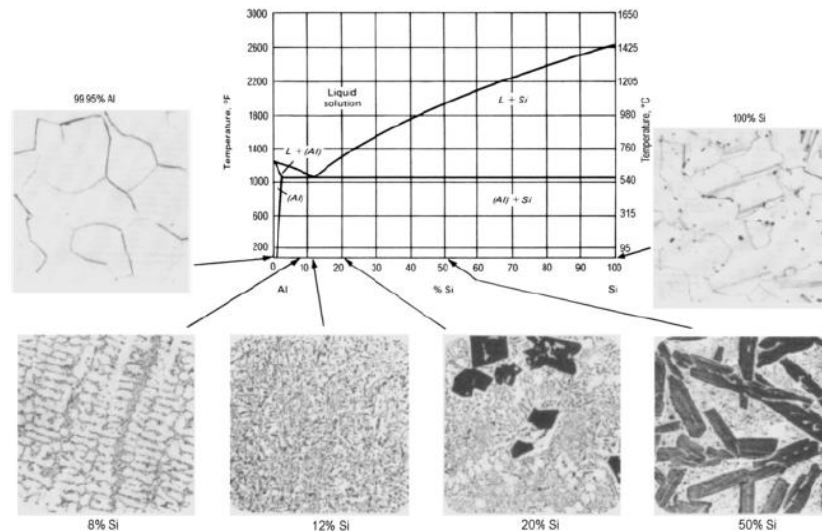 99.95% Al
Temperature, °F
3000
2600
2200
1800
1400
1000
600
200
Liquid
solution
L + Si
L + (Al)
(Al)
(Al) + Si
1650
1425
1205
980
760
540
315
95
Temperature, °C
0 10 20 30 40 50 60 70 80 90 100
Al % Si Si
100% Si
8% Si
12% Si
20% Si
50% Si